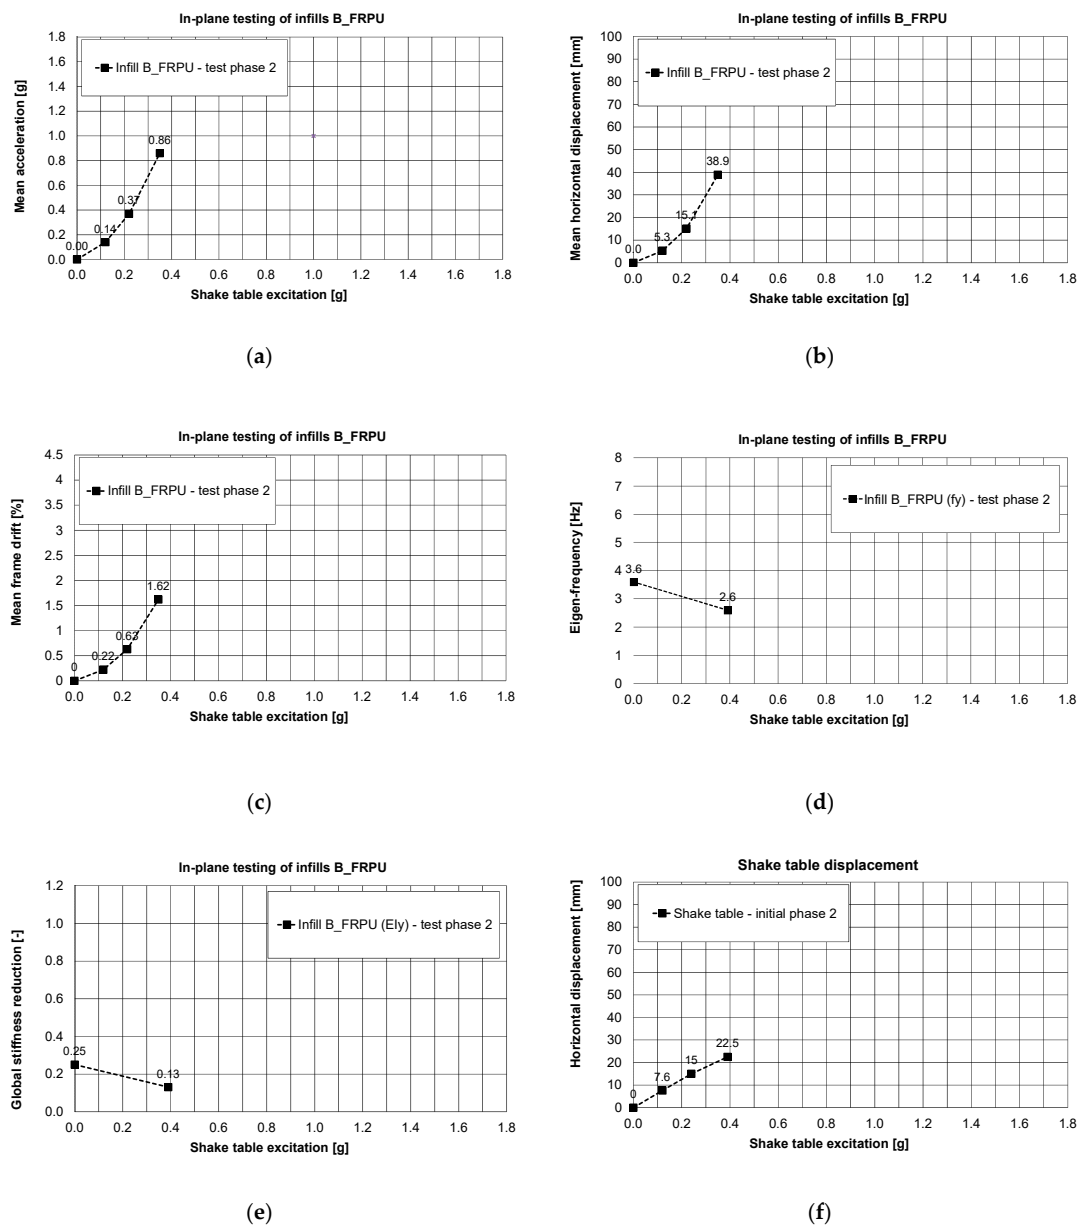 In-plane testing of infills B_FRPU
Mean acceleration [g]
1.8
1.6
1.4
1.2
1.0
0.8
0.6
0.4
0.2
0.0
Infill B_FRPU - test phase 2
0.00
0.14
0.37
0.86
0.0 0.2 0.4 0.6 0.8 1.0 1.2 1.4 1.6 1.8
Shake table excitation [g]
(a)
In-plane testing of infills B_FRPU
Mean horizontal displacement [mm]
100
90
80
70
60
50
40
30
20
10
0
Infill B_FRPU - test phase 2
0.0
5.3
15.1
38.9
0.0 0.2 0.4 0.6 0.8 1.0 1.2 1.4 1.6 1.8
Shake table excitation [g]
(b)
In-plane testing of infills B_FRPU
Mean frame drift [%]
4.5
4
3.5
3
2.5
2
1.5
1
0.5
0
Infill B_FRPU - test phase 2
0
0.22
0.63
1.62
0.0 0.2 0.4 0.6 0.8 1.0 1.2 1.4 1.6 1.8
Shake table excitation [g]
(c)
In-plane testing of infills B_FRPU
Eigen-frequency [Hz]
8
7
6
5
4
3
2
1
0
Infill B_FRPU (fy) - test phase 2
3.6
2.6
0.0 0.2 0.4 0.6 0.8 1.0 1.2 1.4 1.6 1.8
Shake table excitation [g]
(d)
In-plane testing of infills B_FRPU
Global stiffness reduction [-]
1.2
1.0
0.8
0.6
0.4
0.2
0.0
Infill B_FRPU (EIy) - test phase 2
0.25
0.13
0.0 0.2 0.4 0.6 0.8 1.0 1.2 1.4 1.6 1.8
Shake table excitation [g]
(e)
Shake table displacement
Horizontal displacement [mm]
100
90
80
70
60
50
40
30
20
10
0
Shake table - initial phase 2
0
7.6
15
22.5
0.0 0.2 0.4 0.6 0.8 1.0 1.2 1.4 1.6 1.8
Shake table excitation [g]
(f)